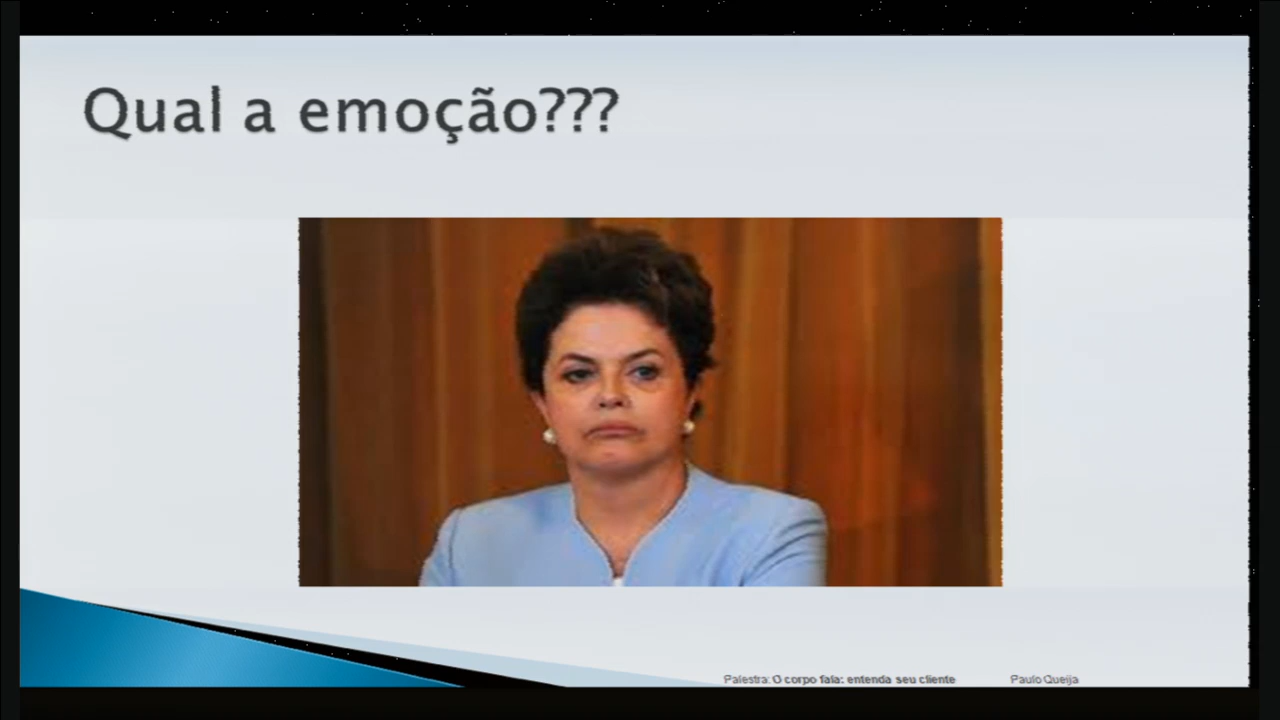 Qual a emoção???
Palestra: O corpo fala: entenda seu cliente Paulo Queija